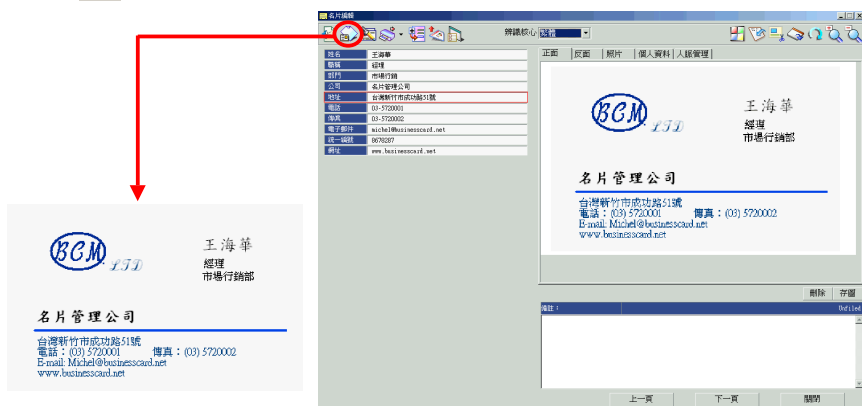 名片編輯
辨識核心 繁體
姓名 王海華
職稱 經理
部門 市場行銷
公司 名片管理公司
地址 台灣新竹市成功路51號
電話 03-5720001
傳真 03-5720002
電子郵件 michel@businesscard.net
統一編號 8678287
網址 www.businesscard.net
正面 反面 照片 個人資料 人脈管理
BCM LTD
王海華
經理
市場行銷部
名片管理公司
台灣新竹市成功路51號
電話：(03) 5720001 傳真：(03) 5720002
E-mail: Michel@businesscard.net
www.businesscard.net
刪除 存圖
備註： Unfiled
上一頁 下一頁 關閉
BCM LTD
王海華
經理
市場行銷部
名片管理公司
台灣新竹市成功路51號
電話：(03) 5720001 傳真：(03) 5720002
E-mail: Michel@businesscard.net
www.businesscard.net